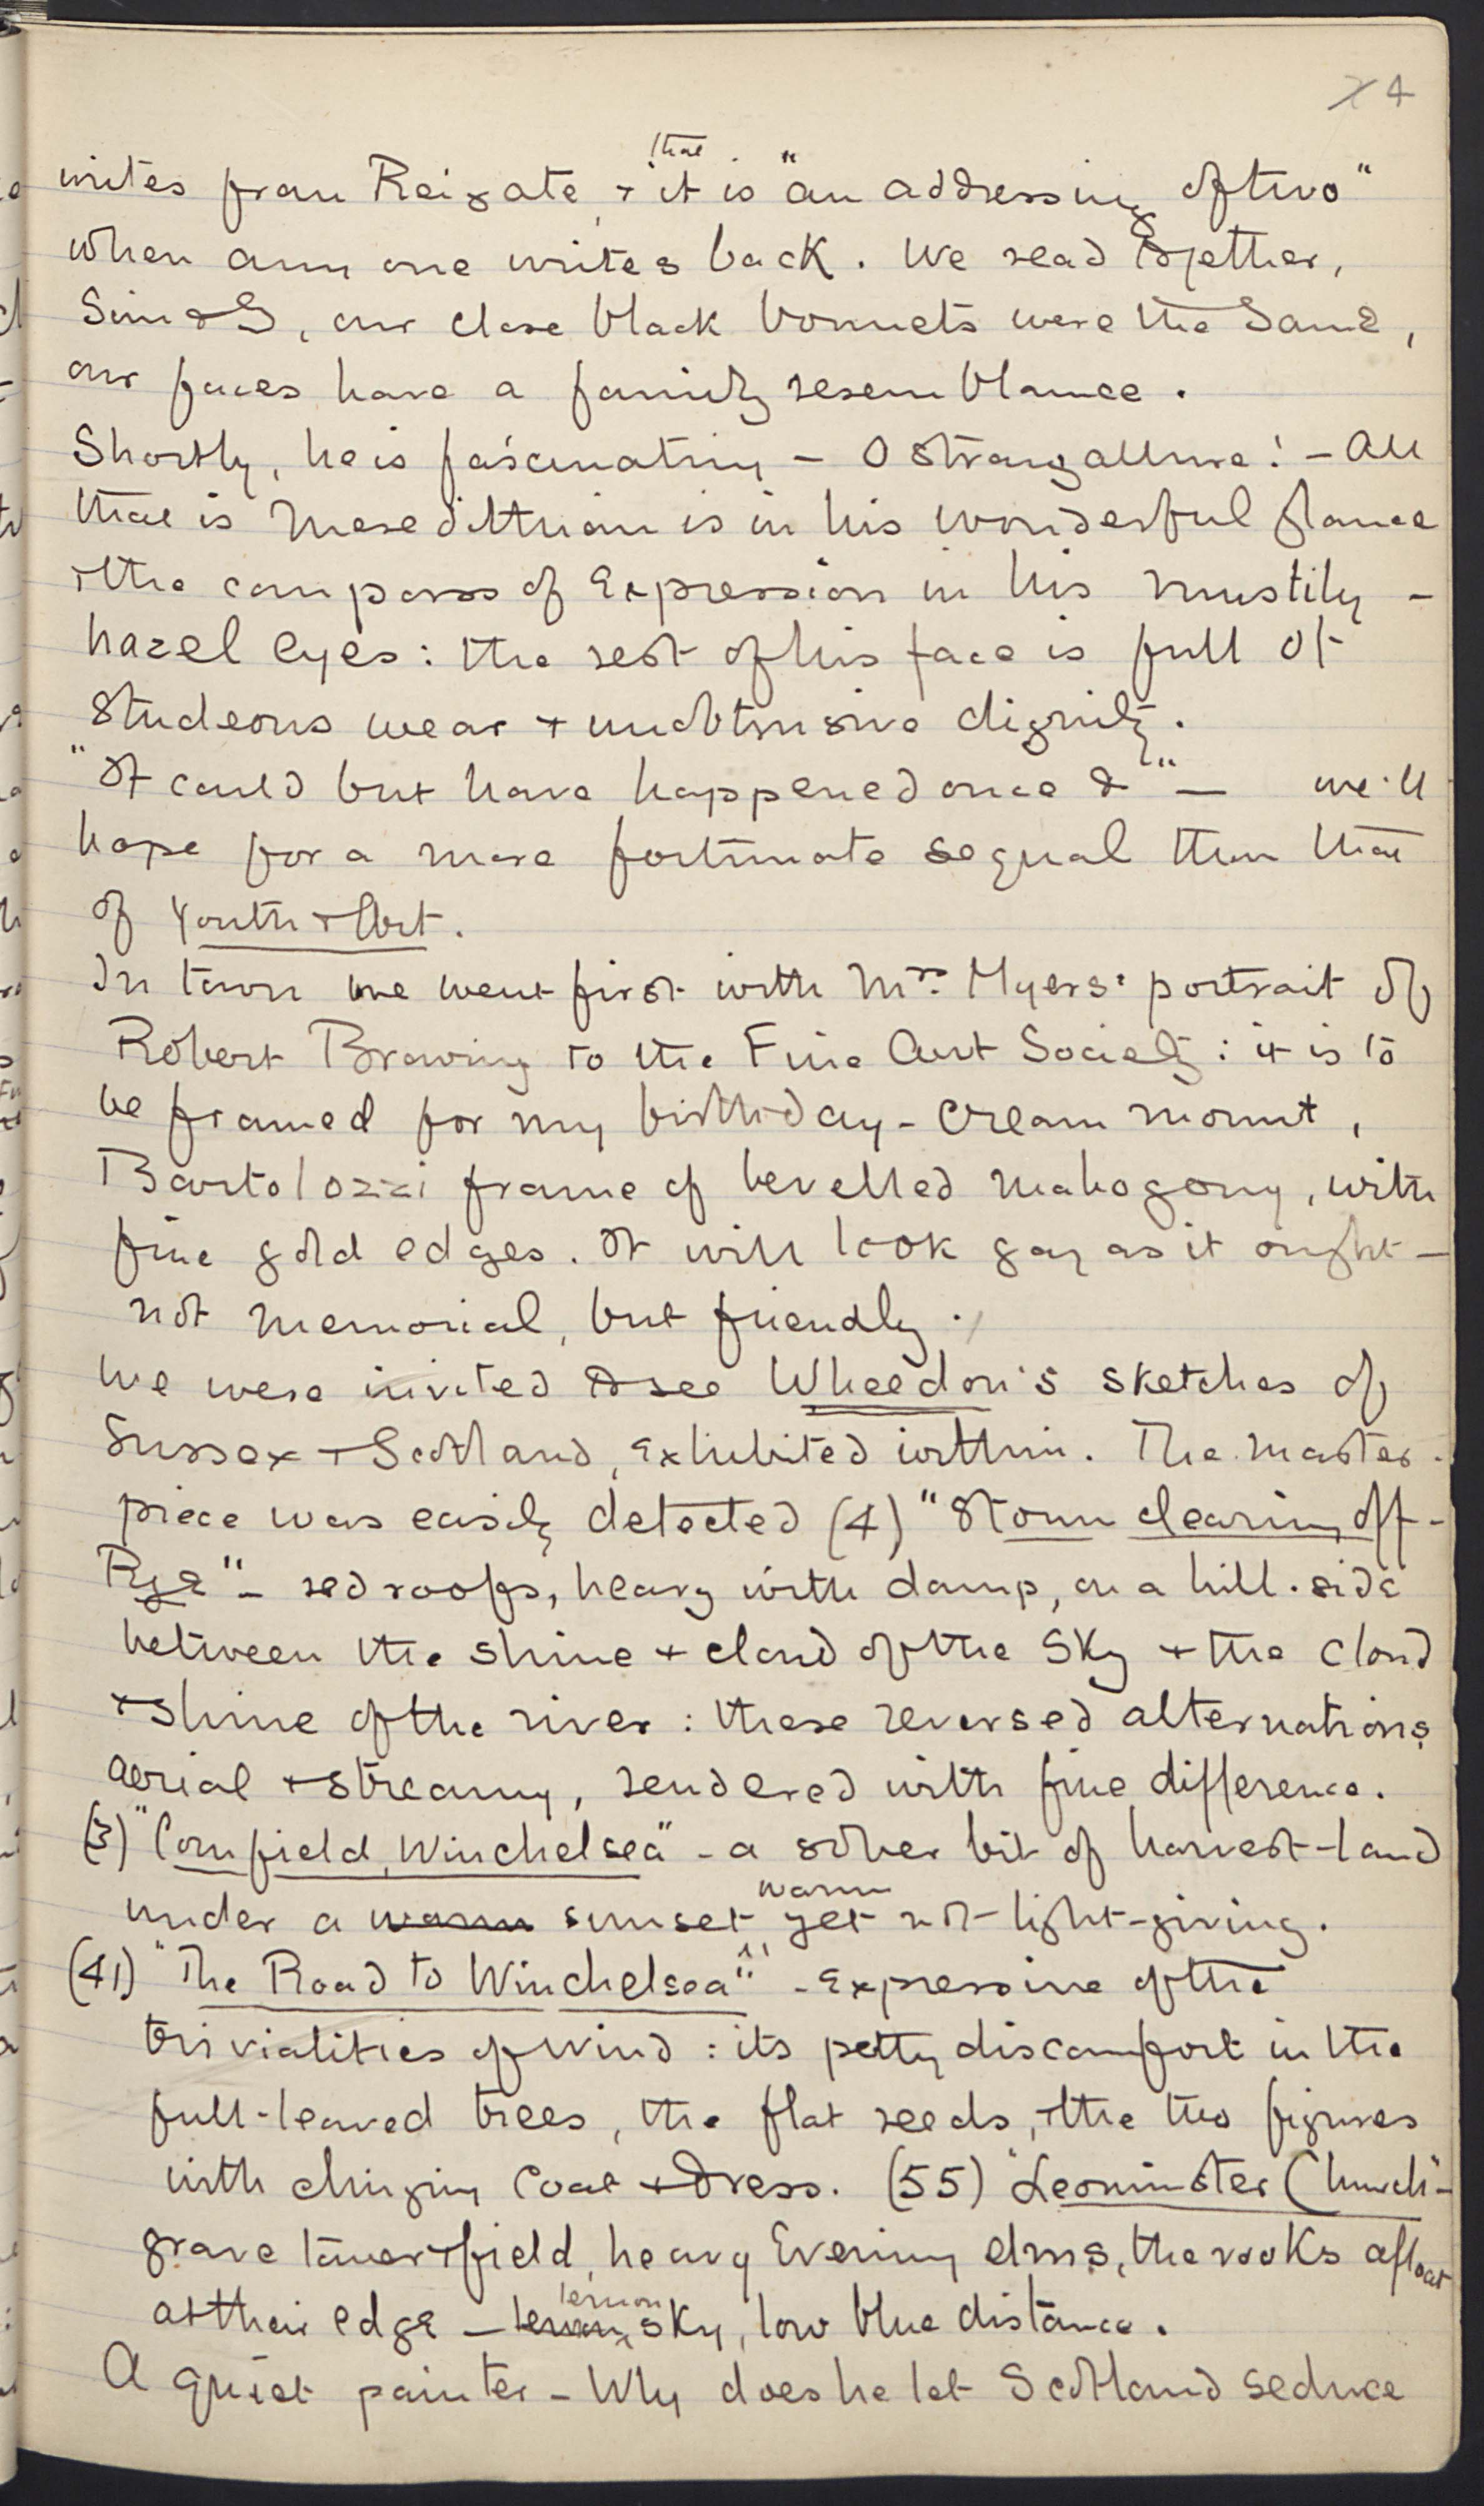 4
writes from Reigate, & that it is "an addressing of two"
when any one writes back. We read together,
Sim & I, our close black bonnets were the same,
our faces have a family resemblance.
Shortly, he is fascinating – O strang allure! – All
that is Meredithian is in his wonderful glance
& the compass of expression in his mustily-
hazel eyes: the rest of his face is full of
studeous wear & unobtrusive dignity.
"It could but have happened once &" — we'll
hope for a more fortunate sequal than that
of Youth & Art.
In town we went first with Mrs. Myers' portrait of
Robert Browning to the Fine Art Society: it is to
be framed for my birthday – cream mount,
Bartolozzi frame of bevelled mahogony, with
fine gold edges. It will look gay as it ought –
not memorial, but friendly.
We were invited to see Wheedon's sketches of
Sussex & Scotland, exhibited within. The master-
piece was easily detected (4) "Storm clearing off –
Rye" – red roofs, heavy with damp, on a hill-side
between the shine & cloud of the sky & the cloud
& shine of the river: these reversed alternations
aerial & streamy, rendered with fine difference.
(3) "Cornfield, Winchelsea" – a sober bit of harvest-land
under a warm sunset warm yet not light-giving.
(41) "The Road to Winchelsea" – expressive of the
trivialities of wind: its petty discomfort in the
full-leaved trees, the flat reeds, & the two figures
with clinging coat & dress. (55) "Leominster Church" –
grave tower & field, heavy evening elms, the rooks afloat
at their edge – lemon sky, low blue distance.
A quiet painter – Why does he let Scotland seduce